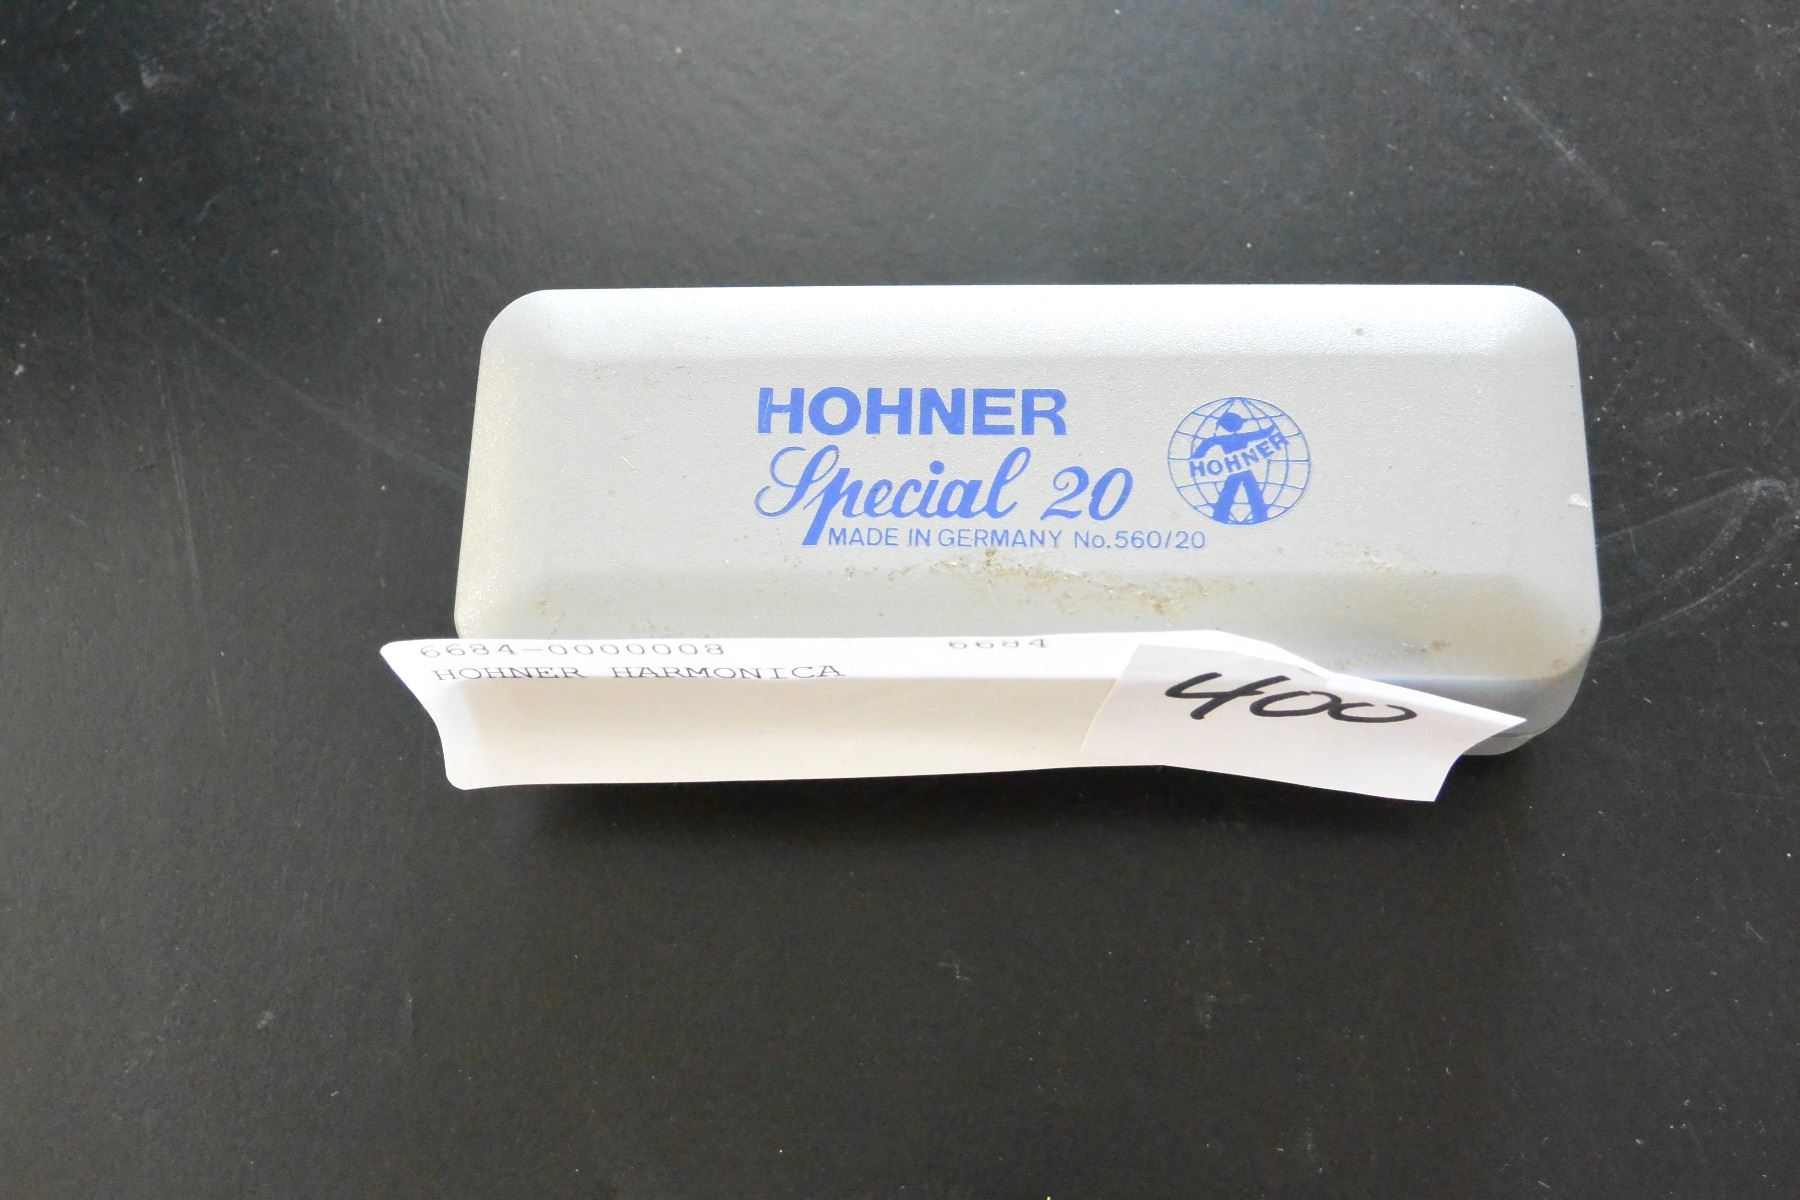 HOHNER
Special 20
MADE IN GERMANY No.560/20
HOHNER
6684-0000008 6684
HOHNER HARMONICA
400